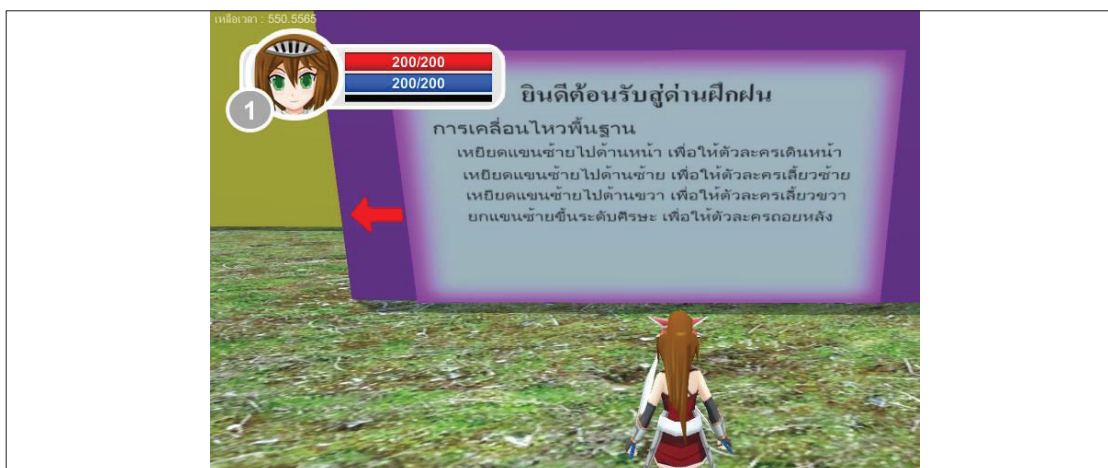 เหลือเวลา : 550.5565
200/200
200/200
1
ยินดีต้อนรับสู่ด่านฝึกฝน
การเคลื่อนไหวพื้นฐาน
เหยียดแขนซ้ายไปด้านหน้า เพื่อให้ตัวละครเดินหน้า
เหยียดแขนซ้ายไปด้านซ้าย เพื่อให้ตัวละครเลี้ยวซ้าย
เหยียดแขนซ้ายไปด้านขวา เพื่อให้ตัวละครเลี้ยวขวา
ยกแขนซ้ายขึ้นระดับศีรษะ เพื่อให้ตัวละครถอยหลัง